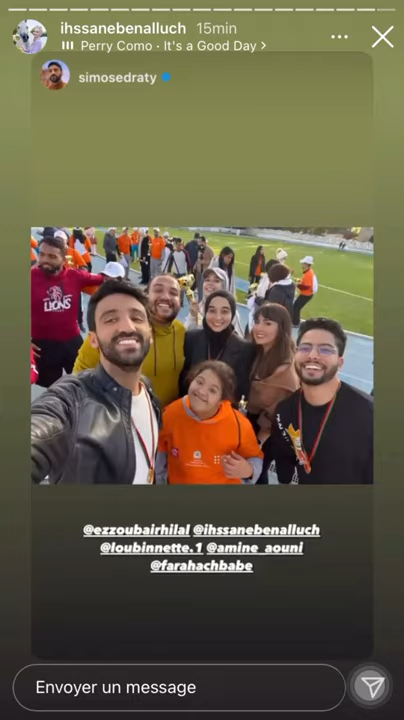 ihssanebenalluch 15min
Perry Como · It's a Good Day >
simosedraty
LIONS
@ezzoubairhilal @ihssanebenalluch
@loubinnette.1 @amine_aouni
@farahachbabe
Envoyer un message